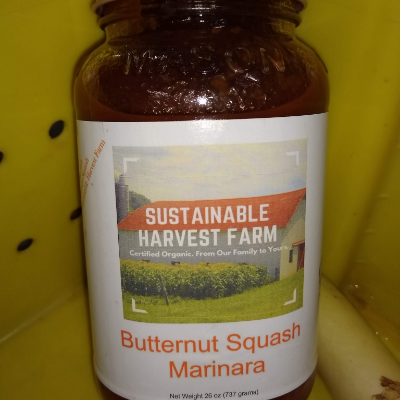 MASON
SUSTAINABLE
HARVEST FARM
Certified Organic. From Our Family to Yours
Butternut Squash
Marinara
Net Weight 26 oz (737 grams)